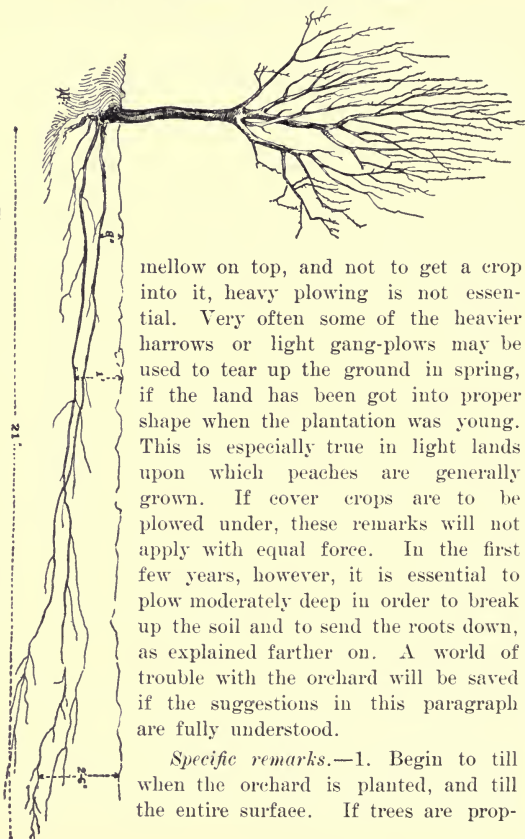 mellow on top, and not to get a crop
into it, heavy plowing is not essen-
tial. Very often some of the heavier
harrows or light gang-plows may be
used to tear up the ground in spring,
if the land has been got into proper
shape when the plantation was young.
This is especially true in light lands
upon which peaches are generally
grown. If cover crops are to be
plowed under, these remarks will not
apply with equal force. In the first
few years, however, it is essential to
plow moderately deep in order to break
up the soil and to send the roots down,
as explained farther on. A world of
trouble with the orchard will be saved
if the suggestions in this paragraph
are fully understood.
Specific remarks.—1. Begin to till
when the orchard is planted, and till
the entire surface. If trees are prop-
8"
1'
21'
2'6"